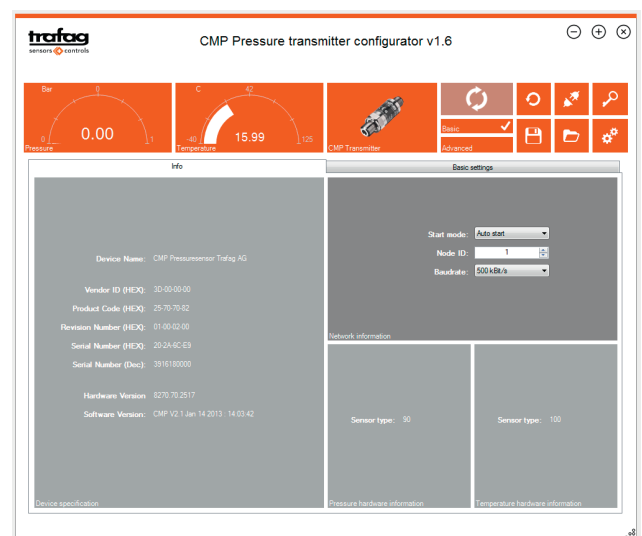 trafag
sensors controls
CMP Pressure transmitter configurator v1.6
Bar
0
0
0.00
1
Pressure
C
42
-40
15.99
125
Temperature
CMP Transmitter
Basic
Advanced
Info
Basic settings
Device Name: CMP Pressuresensor Trafag AG
Vendor ID (HEX): 3D-00-00-00
Product Code (HEX): 25-70-70-82
Revision Number (HEX): 01-00-02-00
Serial Number (HEX): 20-2A-6C-E9
Serial Number (Dec): 3916180000
Hardware Version 8270.70.2517
Software Version: CMP V2.1 Jan 14 2013 : 14:03:42
Device specification
Start mode: Auto start
Node ID: 1
Baudrate: 500 kBit/s
Network information
Sensor type: 90
Pressure hardware information
Sensor type: 100
Temperature hardware information